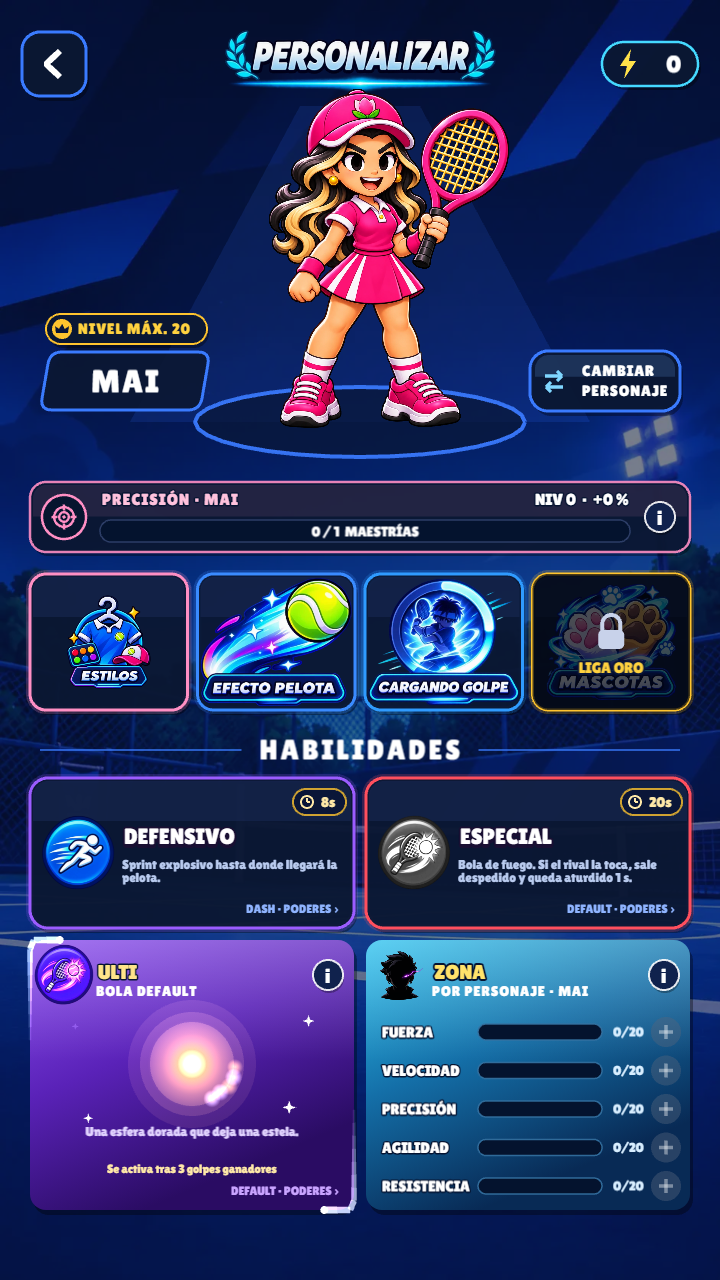 PERSONALIZAR
0
NIVEL MÁX. 20
MAI
CAMBIAR
PERSONAJE
PRECISIÓN · MAI
NIV 0 · +0 %
0/1 MAESTRÍAS
ESTILOS
EFECTO PELOTA
CARGANDO GOLPE
LIGA ORO
MASCOTAS
HABILIDADES
8s
DEFENSIVO
Sprint explosivo hasta donde llegará la
pelota.
DASH · PODERES ›
20s
ESPECIAL
Bola de fuego. Si el rival la toca, sale
despedido y queda aturdido 1 s.
DEFAULT · PODERES ›
ULTI
BOLA DEFAULT
Una esfera dorada que deja una estela.
Se activa tras 3 golpes ganadores
DEFAULT · PODERES ›
ZONA
POR PERSONAJE · MAI
FUERZA 0/20 +
VELOCIDAD 0/20 +
PRECISIÓN 0/20 +
AGILIDAD 0/20 +
RESISTENCIA 0/20 +